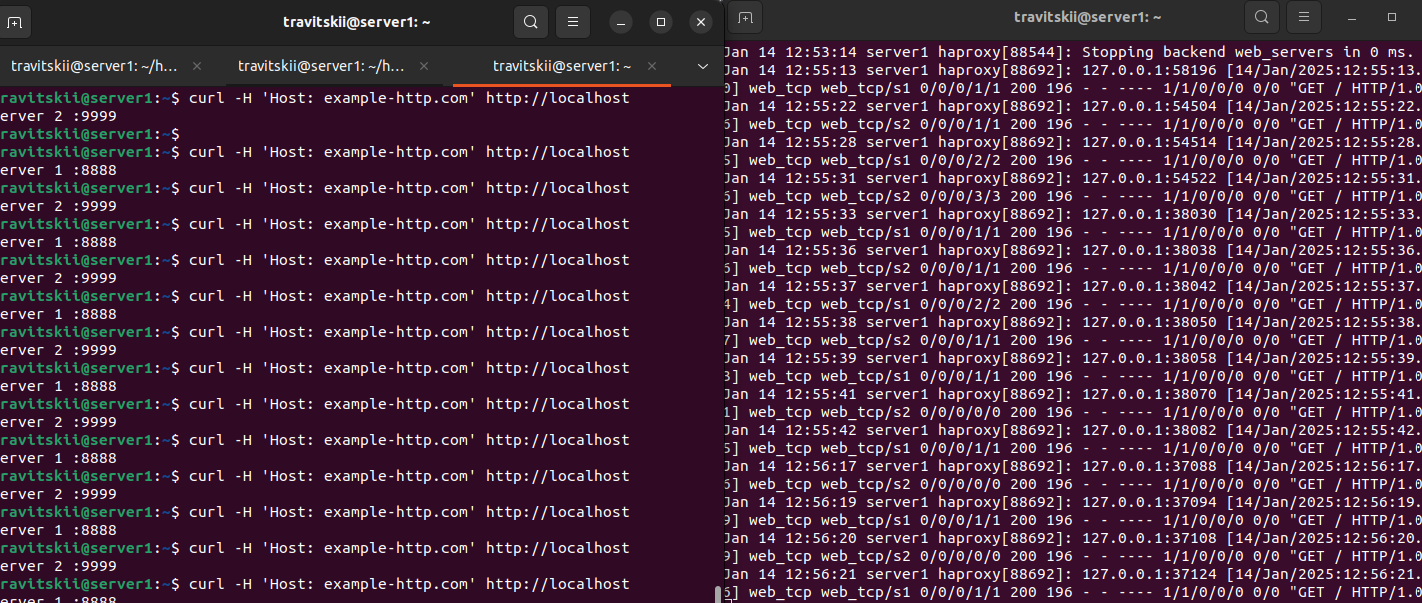 travitskii@server1: ~
travitskii@server1: ~/h...
travitskii@server1: ~/h...
travitskii@server1: ~
ravitskii@server1:~$ curl -H 'Host: example-http.com' http://localhost
erver 2 :9999
ravitskii@server1:~$
ravitskii@server1:~$ curl -H 'Host: example-http.com' http://localhost
erver 1 :8888
ravitskii@server1:~$ curl -H 'Host: example-http.com' http://localhost
erver 2 :9999
ravitskii@server1:~$ curl -H 'Host: example-http.com' http://localhost
erver 1 :8888
ravitskii@server1:~$ curl -H 'Host: example-http.com' http://localhost
erver 2 :9999
ravitskii@server1:~$ curl -H 'Host: example-http.com' http://localhost
erver 1 :8888
ravitskii@server1:~$ curl -H 'Host: example-http.com' http://localhost
erver 2 :9999
ravitskii@server1:~$ curl -H 'Host: example-http.com' http://localhost
erver 1 :8888
ravitskii@server1:~$ curl -H 'Host: example-http.com' http://localhost
erver 2 :9999
ravitskii@server1:~$ curl -H 'Host: example-http.com' http://localhost
erver 1 :8888
ravitskii@server1:~$ curl -H 'Host: example-http.com' http://localhost
erver 2 :9999
ravitskii@server1:~$ curl -H 'Host: example-http.com' http://localhost
erver 1 :8888
ravitskii@server1:~$ curl -H 'Host: example-http.com' http://localhost
erver 2 :9999
ravitskii@server1:~$ curl -H 'Host: example-http.com' http://localhost
erver 1 :8888
travitskii@server1: ~
Jan 14 12:53:14 server1 haproxy[88544]: Stopping backend web_servers in 0 ms.
Jan 14 12:55:13 server1 haproxy[88692]: 127.0.0.1:58196 [14/Jan/2025:12:55:13.
0] web_tcp web_tcp/s1 0/0/0/1/1 200 196 - - ---- 1/1/0/0/0 0/0 "GET / HTTP/1.0
Jan 14 12:55:22 server1 haproxy[88692]: 127.0.0.1:54504 [14/Jan/2025:12:55:22.
6] web_tcp web_tcp/s2 0/0/0/1/1 200 196 - - ---- 1/1/0/0/0 0/0 "GET / HTTP/1.0
Jan 14 12:55:28 server1 haproxy[88692]: 127.0.0.1:54514 [14/Jan/2025:12:55:28.
5] web_tcp web_tcp/s1 0/0/0/2/2 200 196 - - ---- 1/1/0/0/0 0/0 "GET / HTTP/1.0
Jan 14 12:55:31 server1 haproxy[88692]: 127.0.0.1:54522 [14/Jan/2025:12:55:31.
6] web_tcp web_tcp/s2 0/0/0/3/3 200 196 - - ---- 1/1/0/0/0 0/0 "GET / HTTP/1.0
Jan 14 12:55:33 server1 haproxy[88692]: 127.0.0.1:38030 [14/Jan/2025:12:55:33.
5] web_tcp web_tcp/s1 0/0/0/1/1 200 196 - - ---- 1/1/0/0/0 0/0 "GET / HTTP/1.0
Jan 14 12:55:36 server1 haproxy[88692]: 127.0.0.1:38038 [14/Jan/2025:12:55:36.
6] web_tcp web_tcp/s2 0/0/0/1/1 200 196 - - ---- 1/1/0/0/0 0/0 "GET / HTTP/1.0
Jan 14 12:55:37 server1 haproxy[88692]: 127.0.0.1:38042 [14/Jan/2025:12:55:37.
4] web_tcp web_tcp/s1 0/0/0/2/2 200 196 - - ---- 1/1/0/0/0 0/0 "GET / HTTP/1.0
Jan 14 12:55:38 server1 haproxy[88692]: 127.0.0.1:38050 [14/Jan/2025:12:55:38.
7] web_tcp web_tcp/s2 0/0/0/1/1 200 196 - - ---- 1/1/0/0/0 0/0 "GET / HTTP/1.0
Jan 14 12:55:39 server1 haproxy[88692]: 127.0.0.1:38058 [14/Jan/2025:12:55:39.
3] web_tcp web_tcp/s1 0/0/0/1/1 200 196 - - ---- 1/1/0/0/0 0/0 "GET / HTTP/1.0
Jan 14 12:55:41 server1 haproxy[88692]: 127.0.0.1:38070 [14/Jan/2025:12:55:41.
1] web_tcp web_tcp/s2 0/0/0/0/0 200 196 - - ---- 1/1/0/0/0 0/0 "GET / HTTP/1.0
Jan 14 12:55:42 server1 haproxy[88692]: 127.0.0.1:38082 [14/Jan/2025:12:55:42.
5] web_tcp web_tcp/s1 0/0/0/1/1 200 196 - - ---- 1/1/0/0/0 0/0 "GET / HTTP/1.0
Jan 14 12:56:17 server1 haproxy[88692]: 127.0.0.1:37088 [14/Jan/2025:12:56:17.
6] web_tcp web_tcp/s2 0/0/0/0/0 200 196 - - ---- 1/1/0/0/0 0/0 "GET / HTTP/1.0
Jan 14 12:56:19 server1 haproxy[88692]: 127.0.0.1:37094 [14/Jan/2025:12:56:19.
9] web_tcp web_tcp/s1 0/0/0/1/1 200 196 - - ---- 1/1/0/0/0 0/0 "GET / HTTP/1.0
Jan 14 12:56:20 server1 haproxy[88692]: 127.0.0.1:37108 [14/Jan/2025:12:56:20.
9] web_tcp web_tcp/s2 0/0/0/0/0 200 196 - - ---- 1/1/0/0/0 0/0 "GET / HTTP/1.0
Jan 14 12:56:21 server1 haproxy[88692]: 127.0.0.1:37124 [14/Jan/2025:12:56:21.
6] web_tcp web_tcp/s1 0/0/0/1/1 200 196 - - ---- 1/1/0/0/0 0/0 "GET / HTTP/1.0